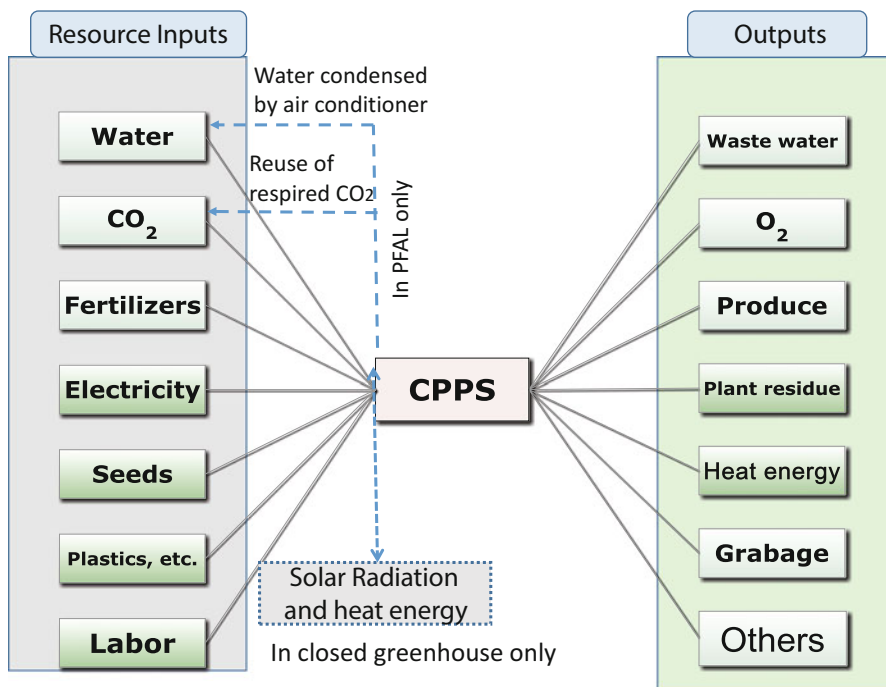 Resource Inputs
Outputs
Water condensed
by air conditioner
Water
Waste water
Reuse of
respired CO2
CO2
O2
In PFAL only
Fertilizers
Produce
Electricity
CPPS
Plant residue
Seeds
Heat energy
Plastics, etc.
Solar Radiation
and heat energy
Grabage
Labor
In closed greenhouse only
Others